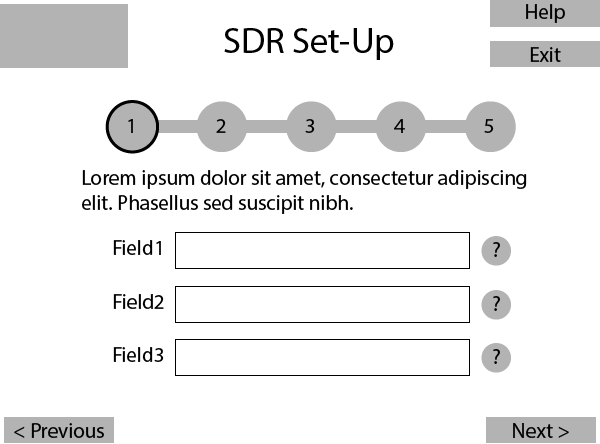 Help
SDR Set-Up
Exit
1 2 3 4 5
Lorem ipsum dolor sit amet, consectetur adipiscing
elit. Phasellus sed suscipit nibh.
Field1 ?
Field2 ?
Field3 ?
< Previous Next >